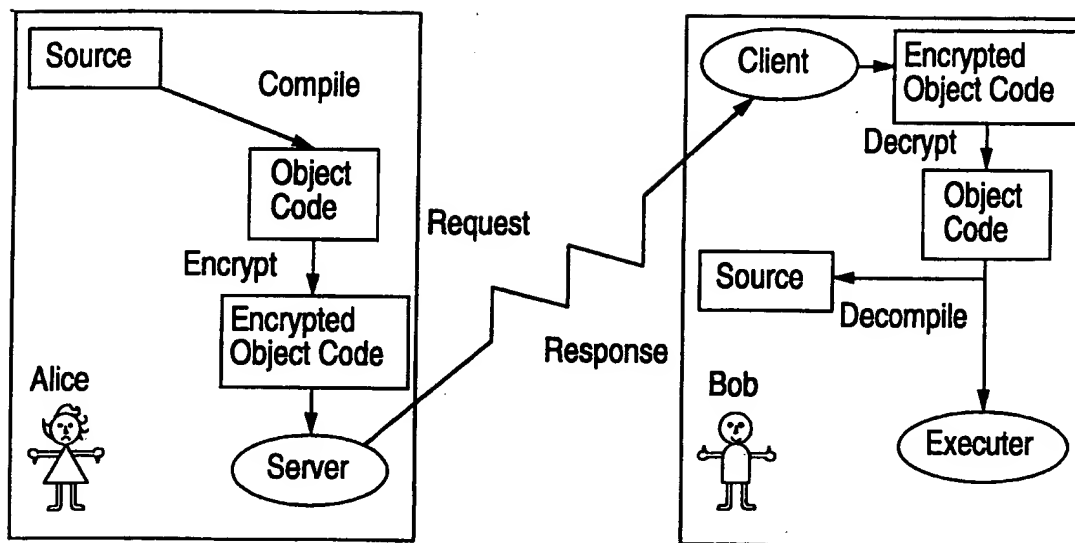 Source
Compile
Object
Code
Encrypt
Encrypted
Object Code
Alice
Server
Request
Response
Client
Encrypted
Object Code
Decrypt
Object
Code
Source
Decompile
Bob
Executer